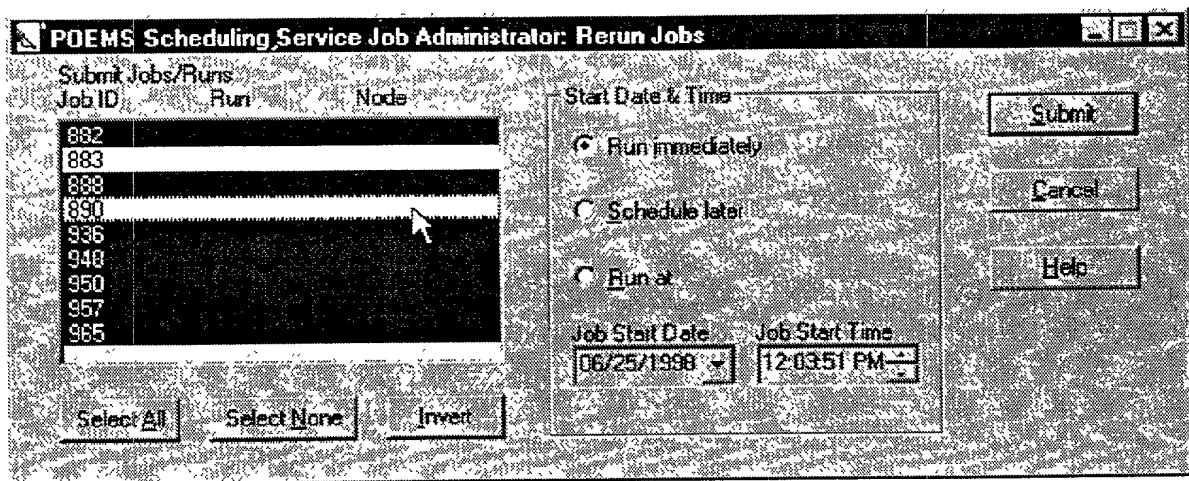 POEMS Scheduling Service Job Administrator: Rerun Jobs
Submit Jobs/Runs
Job ID Run Node
882
883
888
890
936
948
950
957
965
Select All Select None Invert
Start Date & Time
Run immediately
Schedule later
Run at
Job Start Date Job Start Time
06/25/1998 12:03:51 PM
Submit
Cancel
Help